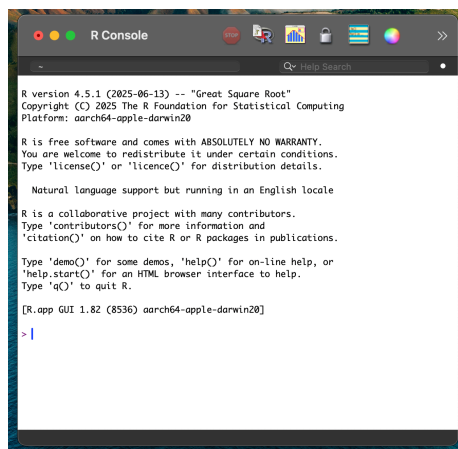 R Console
STOP
~
Help Search
R version 4.5.1 (2025-06-13) -- "Great Square Root"
Copyright (C) 2025 The R Foundation for Statistical Computing
Platform: aarch64-apple-darwin20
R is free software and comes with ABSOLUTELY NO WARRANTY.
You are welcome to redistribute it under certain conditions.
Type 'license()' or 'licence()' for distribution details.
Natural language support but running in an English locale
R is a collaborative project with many contributors.
Type 'contributors()' for more information and
'citation()' on how to cite R or R packages in publications.
Type 'demo()' for some demos, 'help()' for on-line help, or
'help.start()' for an HTML browser interface to help.
Type 'q()' to quit R.
[R.app GUI 1.82 (8536) aarch64-apple-darwin20]
>